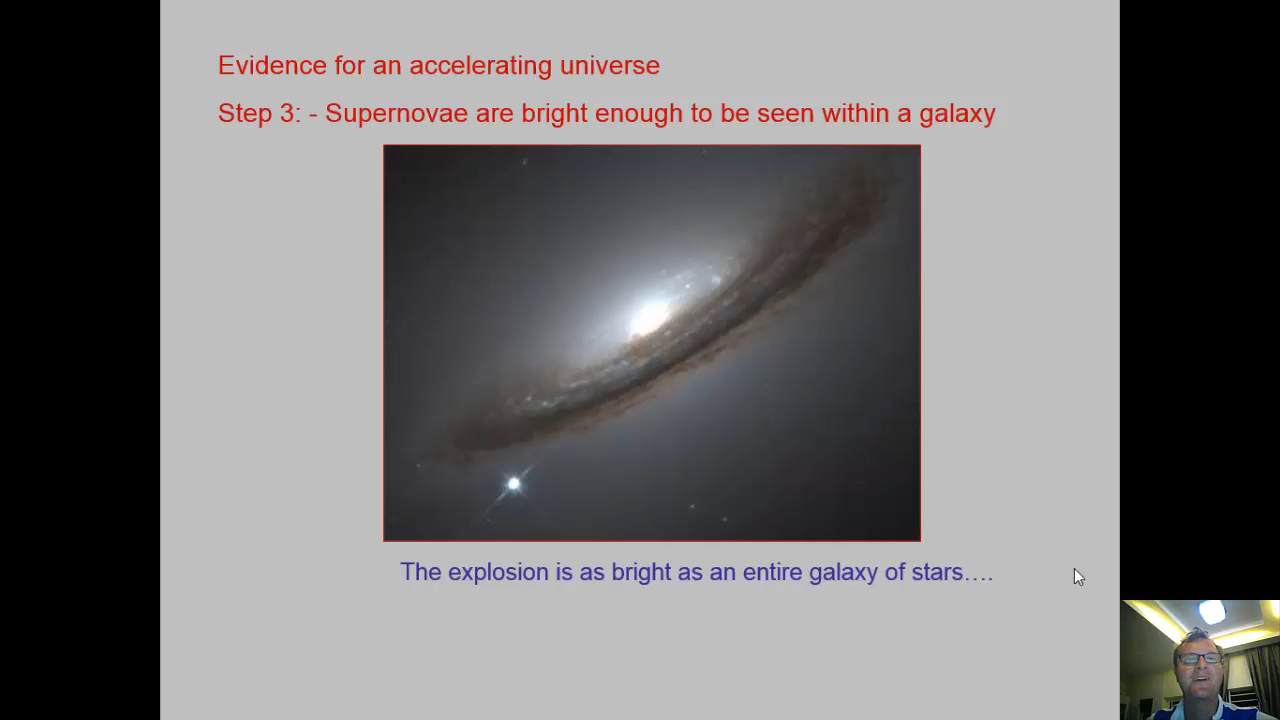 Evidence for an accelerating universe
Step 3: - Supernovae are bright enough to be seen within a galaxy
The explosion is as bright as an entire galaxy of stars….